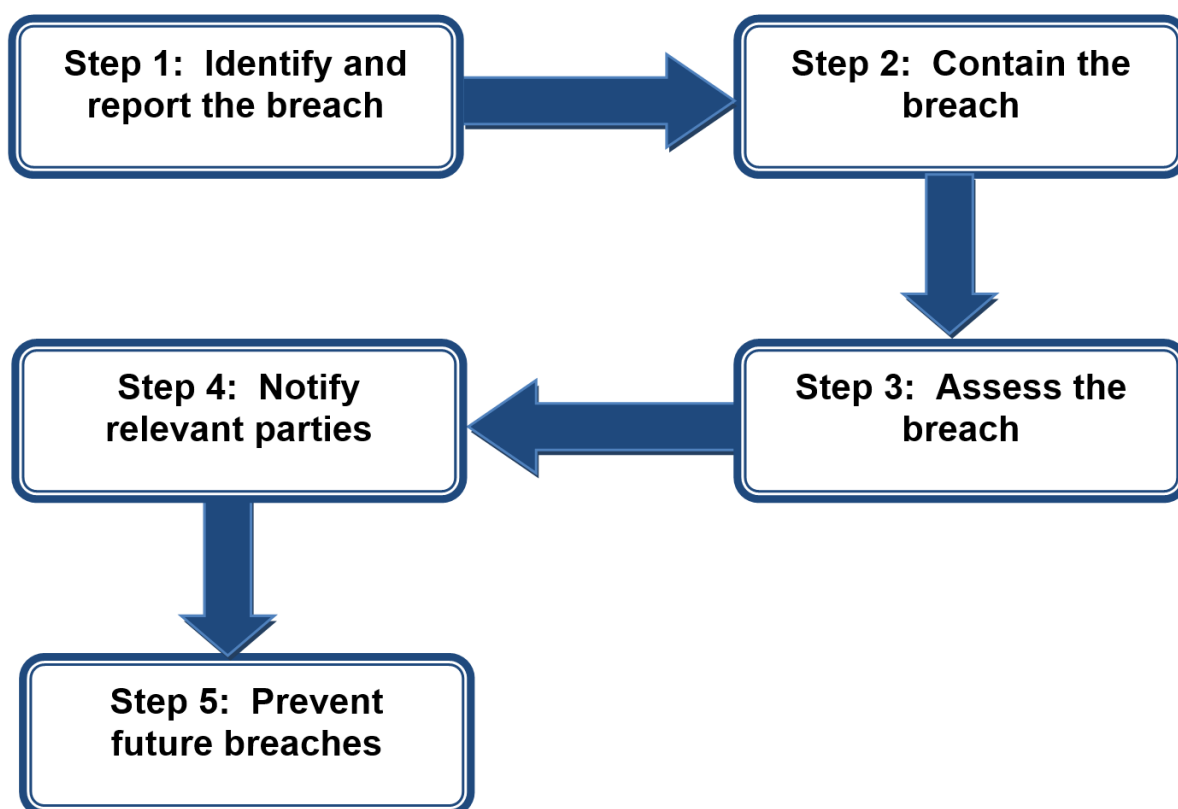 Step 1:  Identify and
report the breach
Step 2:  Contain the
breach
Step 3:  Assess the
breach
Step 4:  Notify
relevant parties
Step 5:  Prevent
future breaches